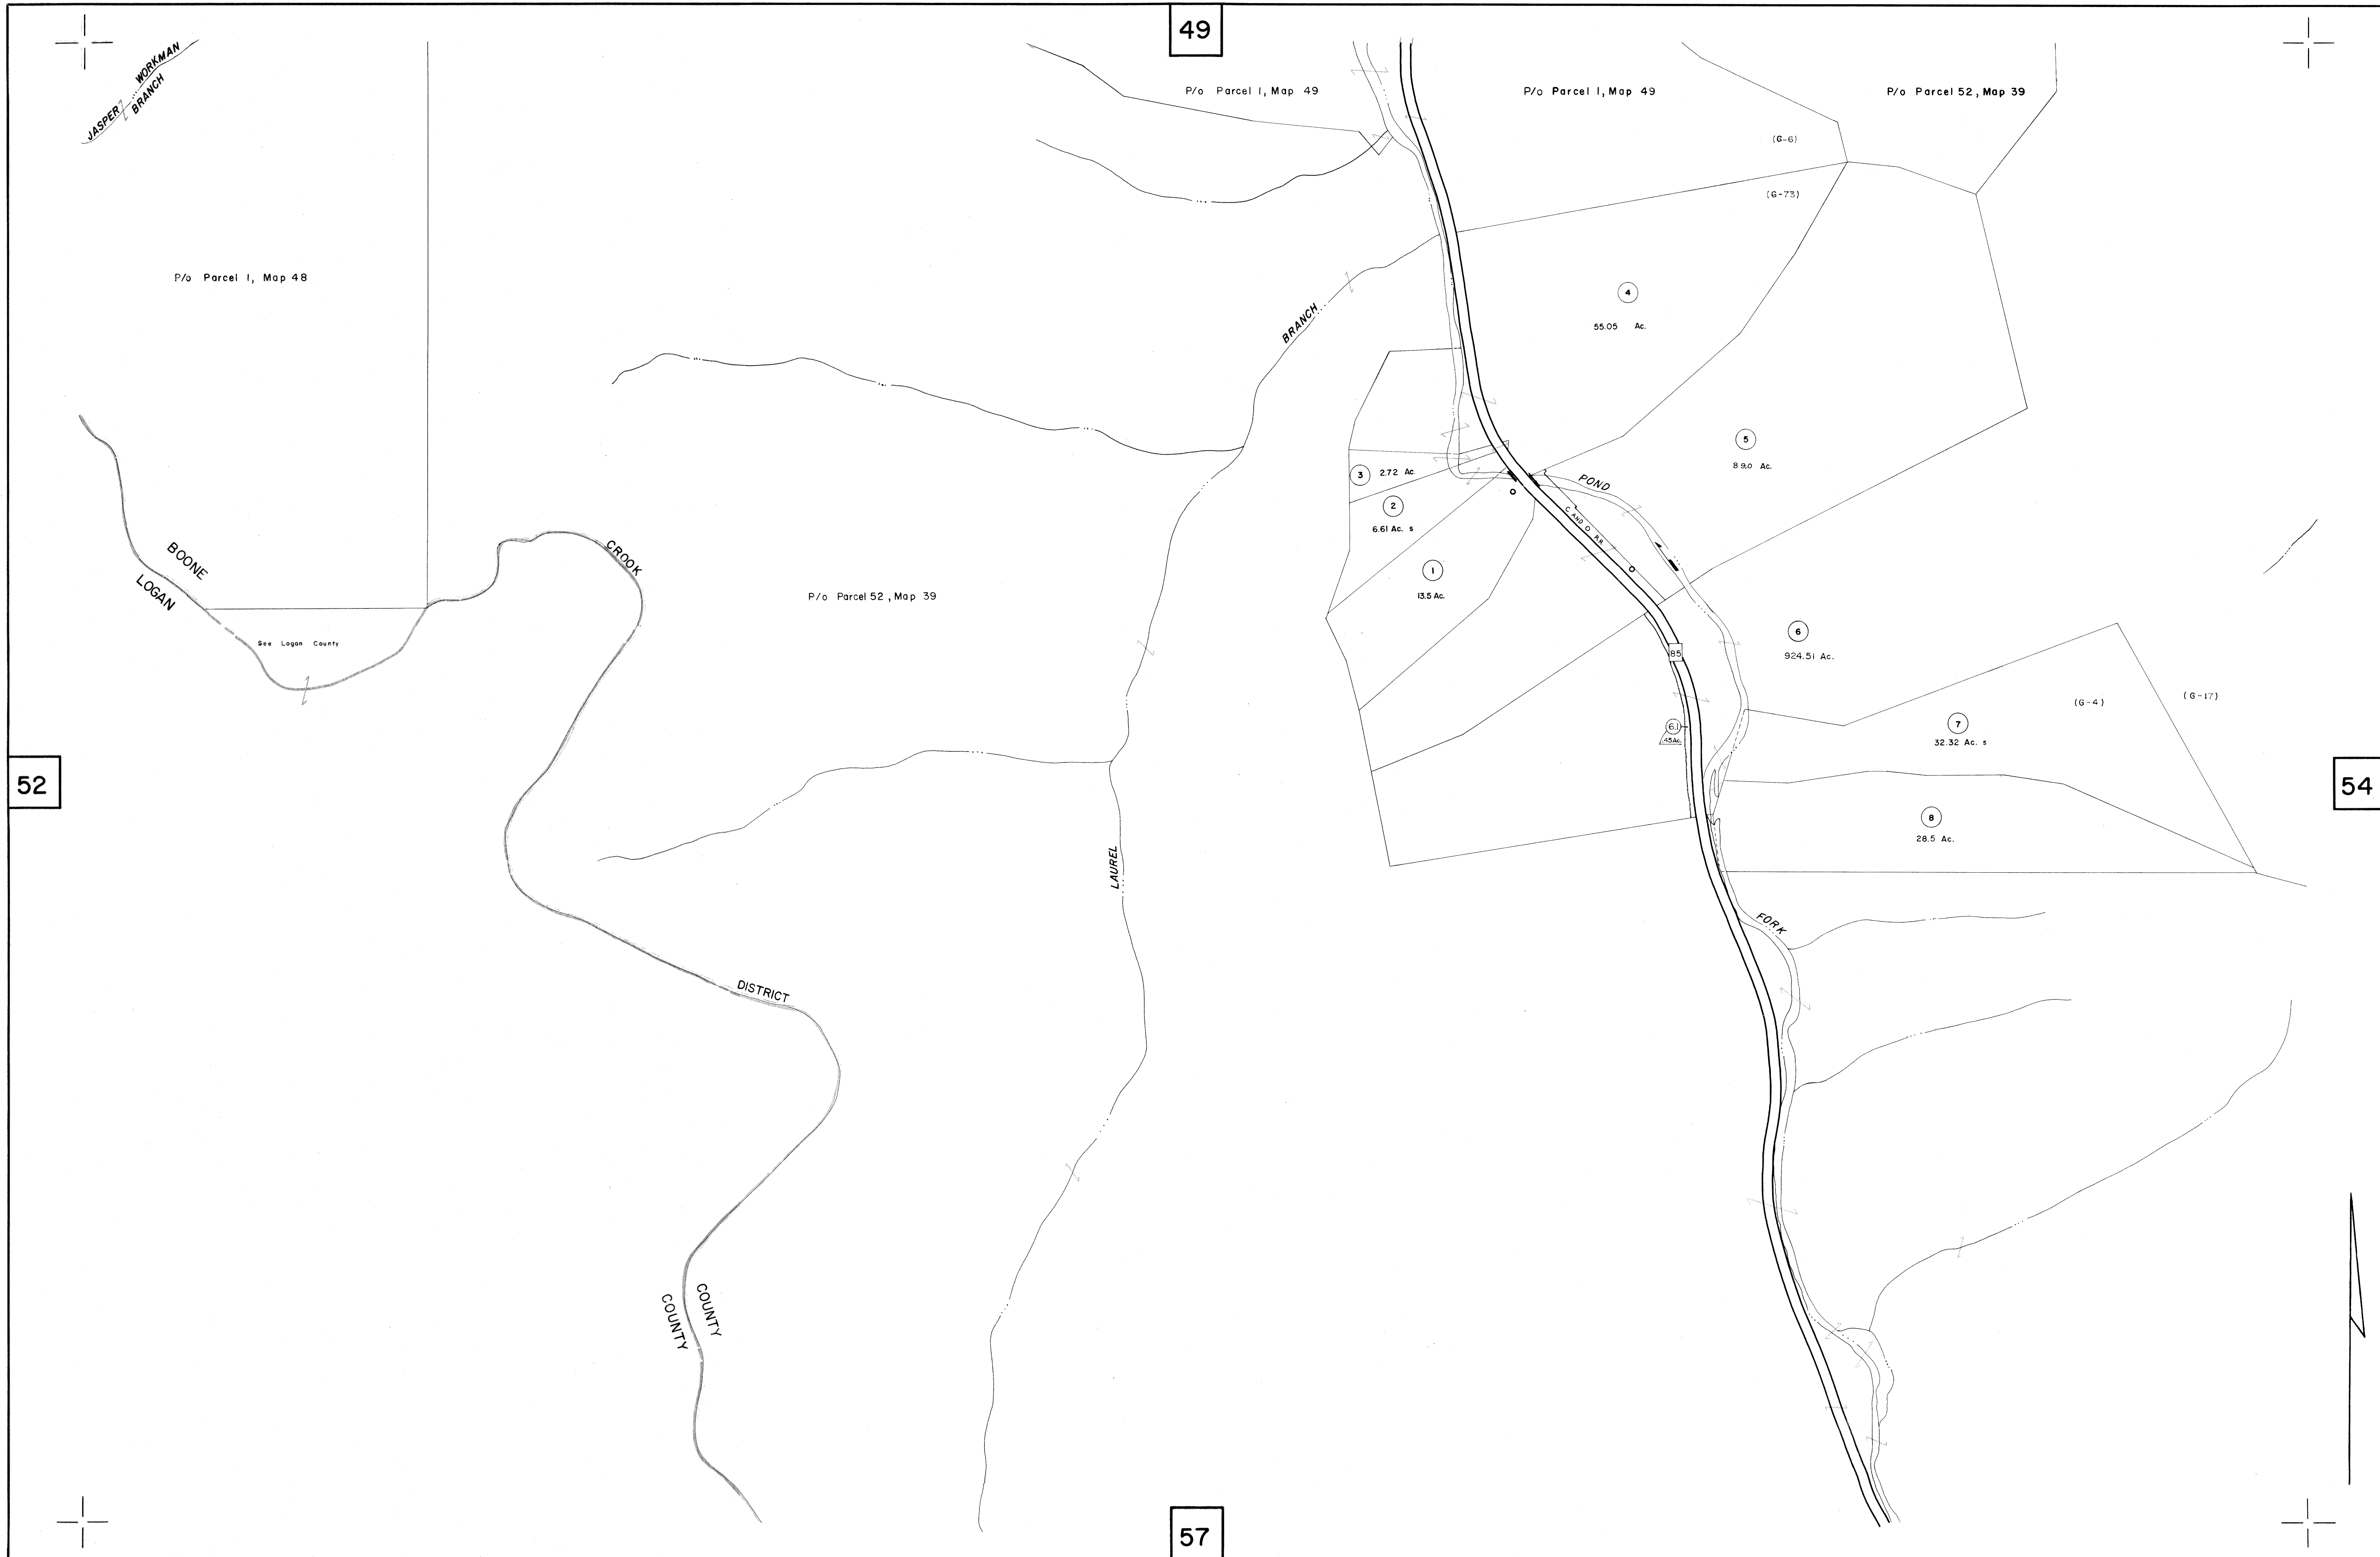 49
JASPER WORKMAN
BRANCH
P/o Parcel 1, Map 49
P/o Parcel 1, Map 49
P/o Parcel 52, Map 39
(G-6)
(G-73)
P/o Parcel 1, Map 48
4
55.05 Ac.
BRANCH
5
89.0 Ac.
3 2.72 Ac.
2
6.61 Ac. s
POND
C AND O RR
BOONE
LOGAN
CROOK
1
13.5 Ac.
P/o Parcel 52, Map 39
See Logan County
6
924.51 Ac.
85
(G-4)
(G-17)
6.1
.45Ac.
7
32.32 Ac. s
52
54
8
28.5 Ac.
LAUREL
FORK
DISTRICT
COUNTY
COUNTY
57